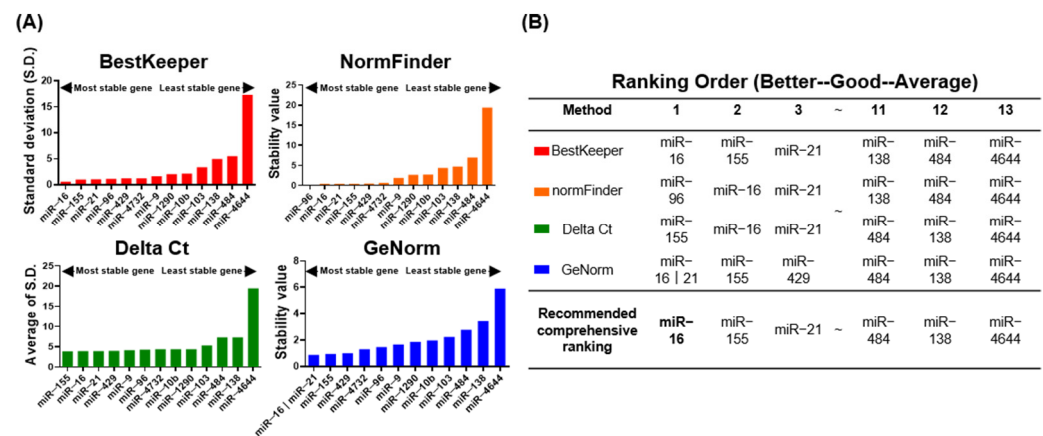 (A)
BestKeeper
Standard deviation (S.D.)
20
15
10
5
0
Most stable gene
Least stable gene
miR−16
miR−155
miR−21
miR−96
miR−429
miR−4732
miR−9
miR−1290
miR−10b
miR−103
miR−138
miR−484
miR−4644
NormFinder
Stability value
25
20
15
10
5
0
Most stable gene
Least stable gene
miR−96
miR−16
miR−21
miR−155
miR−429
miR−4732
miR−9
miR−1290
miR−10b
miR−103
miR−138
miR−484
miR−4644
Delta Ct
Average of S.D.
25
20
15
10
5
0
Most stable gene
Least stable gene
miR−155
miR−16
miR−21
miR−429
miR−9
miR−96
miR−4732
miR−10b
miR−1290
miR−103
miR−484
miR−138
miR−4644
GeNorm
Stability value
8
6
4
2
0
Most stable gene
Least stable gene
miR−16 | miR−21
miR−155
miR−429
miR−4732
miR−96
miR−9
miR−1290
miR−10b
miR−103
miR−484
miR−138
miR−4644
(B)
Ranking Order (Better--Good--Average)
Method 1 2 3 ~ 11 12 13
BestKeeper miR−16 miR−155 miR−21 miR−138 miR−484 miR−4644
normFinder miR−96 miR−16 miR−21 ~ miR−138 miR−484 miR−4644
Delta Ct miR−155 miR−16 miR−21 miR−484 miR−138 miR−4644
GeNorm miR−16 | 21 miR−155 miR−429 miR−484 miR−138 miR−4644
Recommended comprehensive ranking miR−16 miR−155 miR−21 ~ miR−484 miR−138 miR−4644